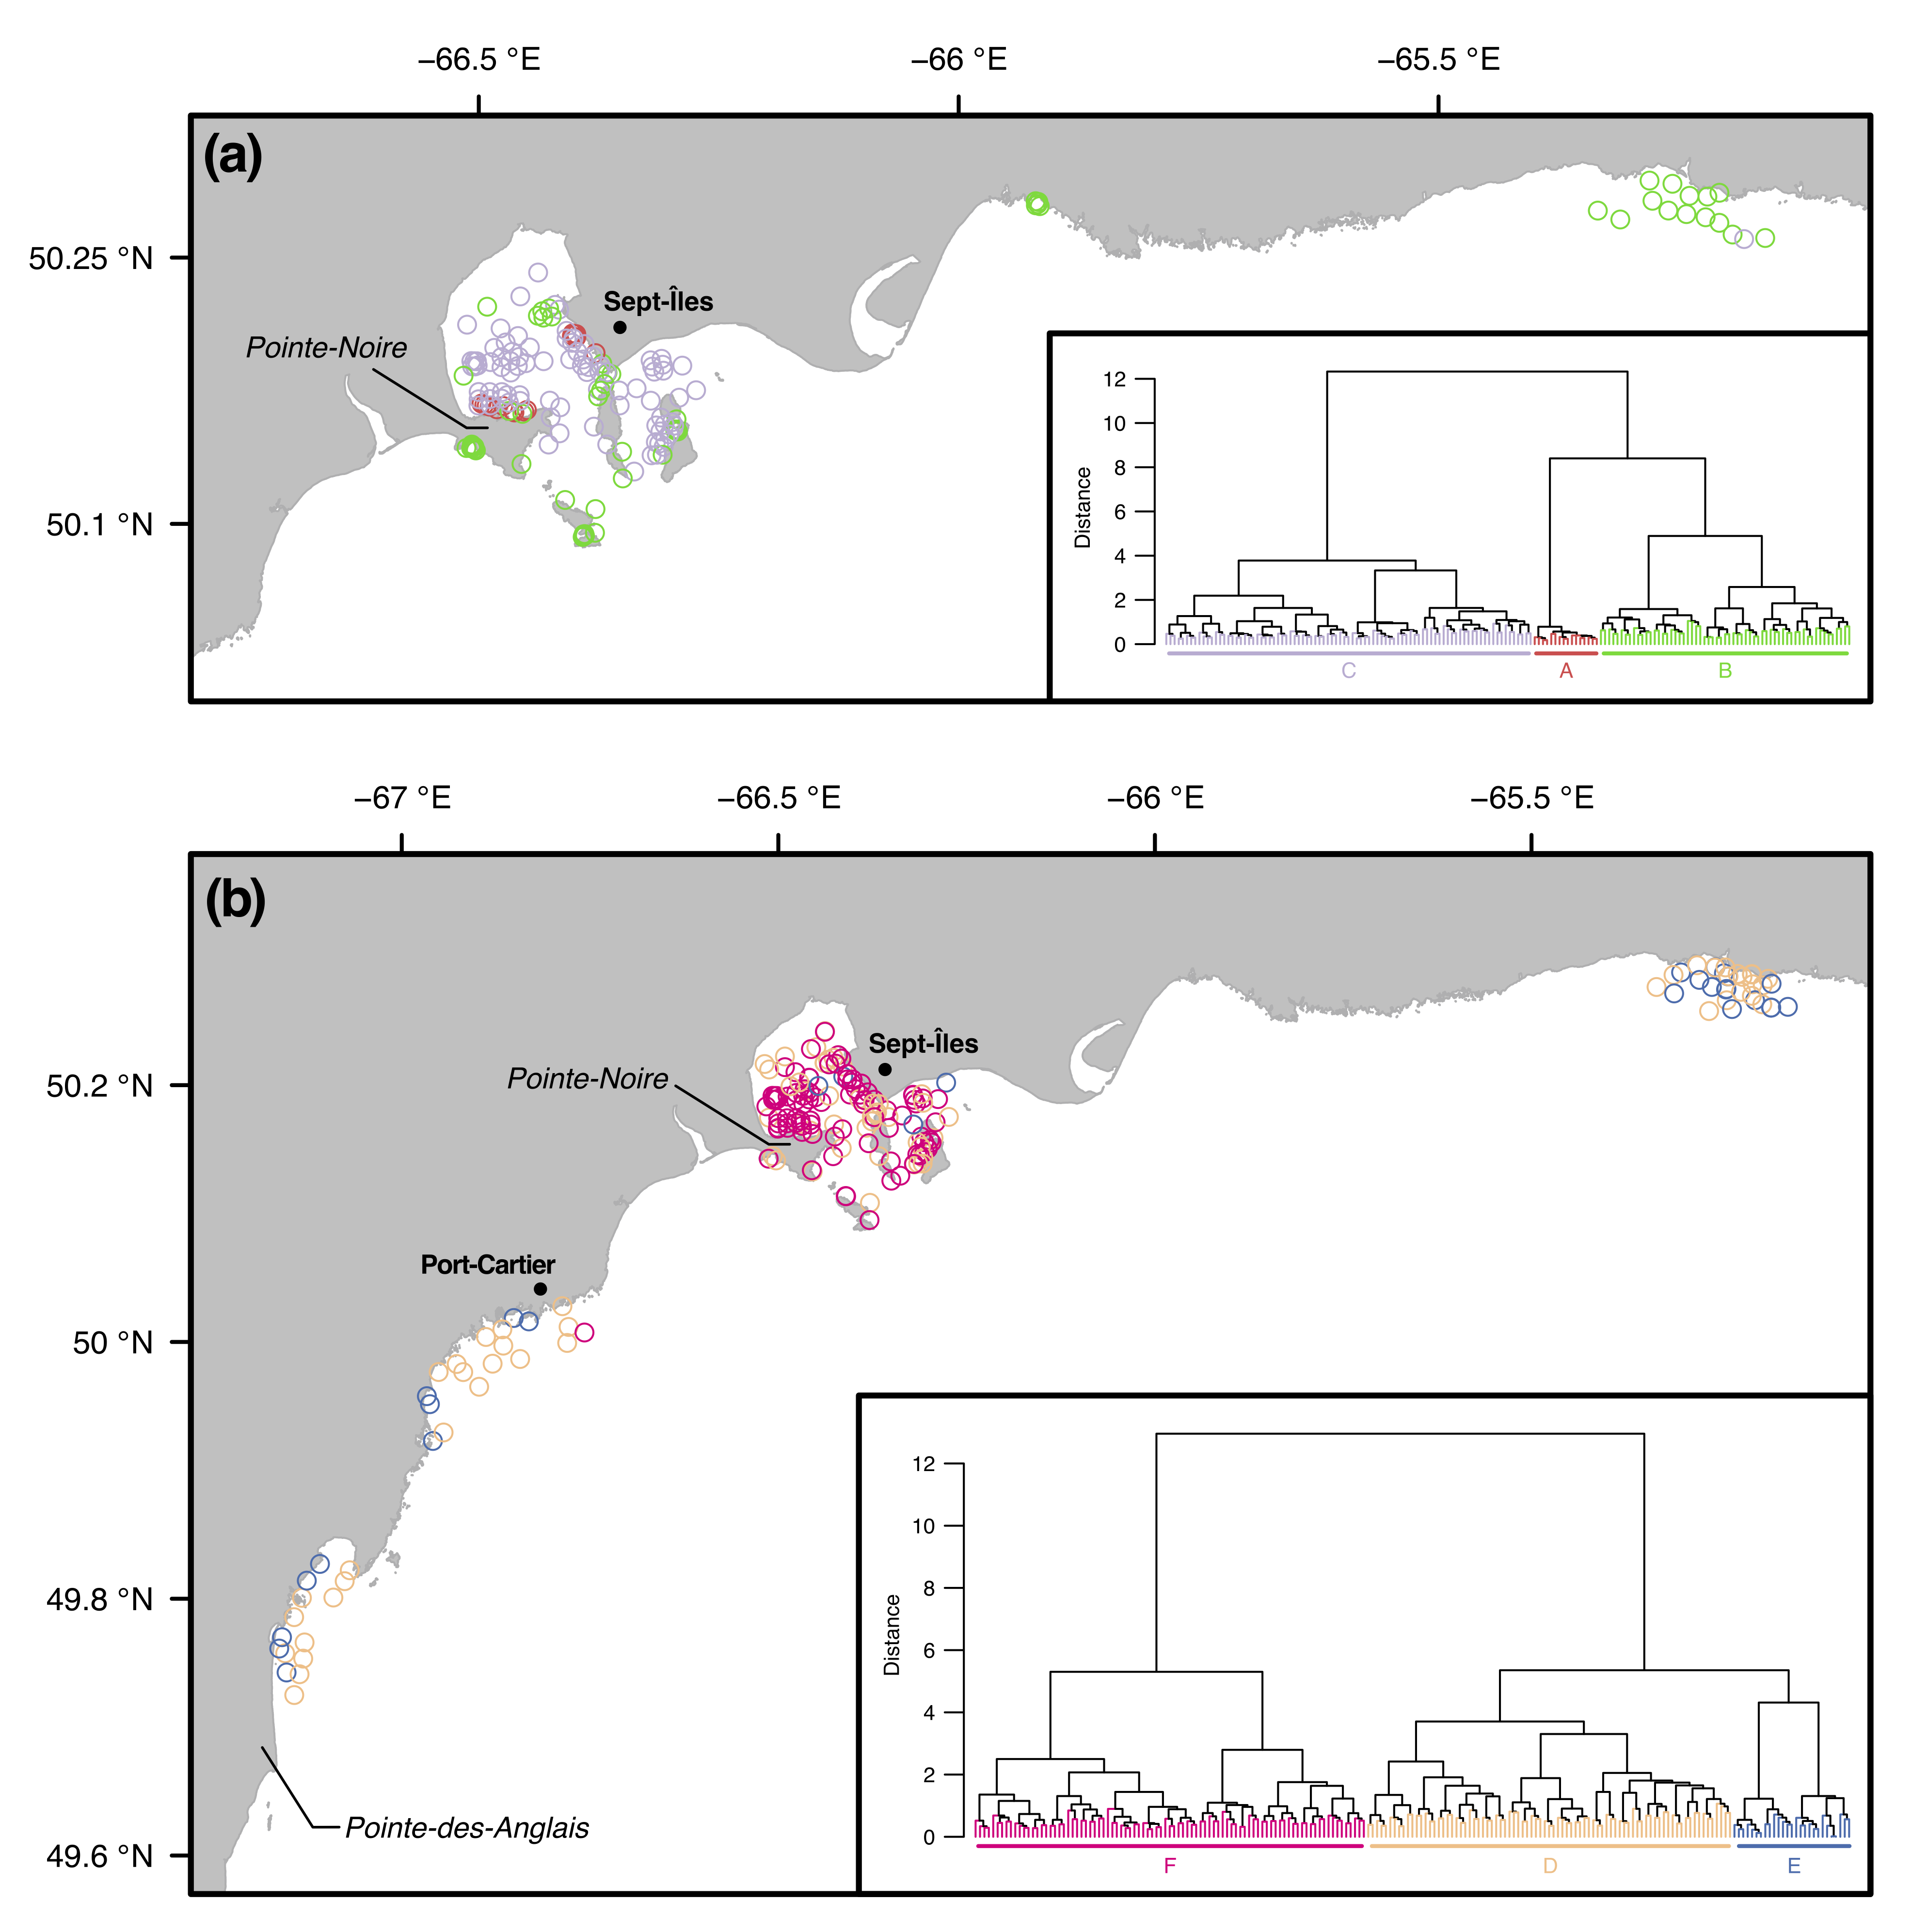 −66.5 °E −66 °E −65.5 °E
(a)
50.25 °N
Sept-Îles
Pointe-Noire
50.1 °N
12
10
8
6
4
2
0
Distance
C A B
−67 °E −66.5 °E −66 °E −65.5 °E
(b)
Sept-Îles
Pointe-Noire
50.2 °N
Port-Cartier
50 °N
49.8 °N
Pointe-des-Anglais
49.6 °N
12
10
8
6
4
2
0
Distance
F D E